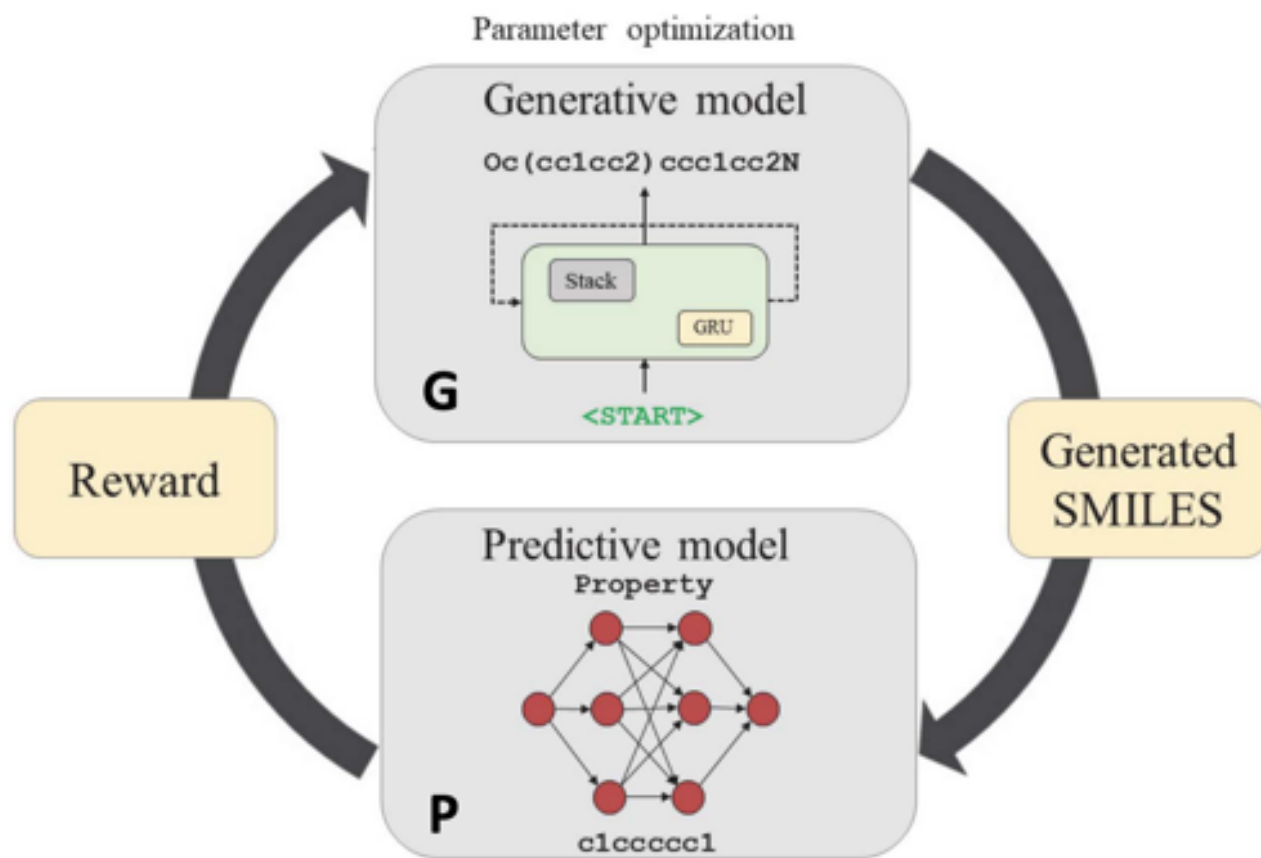 Parameter optimization
Generative model
Oc(cc1cc2)ccc1cc2N
Stack
GRU
G
<START>
Reward
Generated
SMILES
Predictive model
Property
P
c1ccccc1